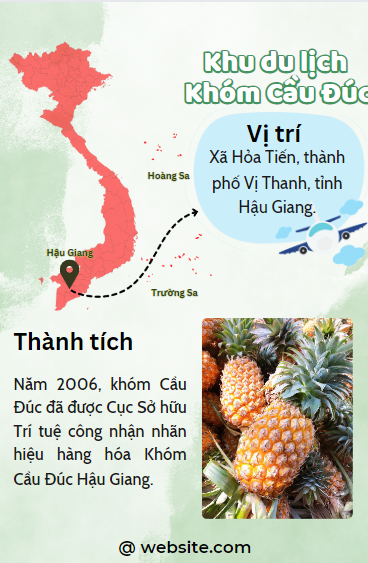 Khu du lịch
Khóm Cầu Đúc
Vị trí
Xã Hỏa Tiến, thành
phố Vị Thanh, tỉnh
Hậu Giang.
Hoàng Sa
Hậu Giang
Trường Sa
Thành tích
Năm 2006, khóm Cầu
Đúc đã được Cục Sở hữu
Trí tuệ công nhận nhãn
hiệu hàng hóa Khóm
Cầu Đúc Hậu Giang.
@ website.com